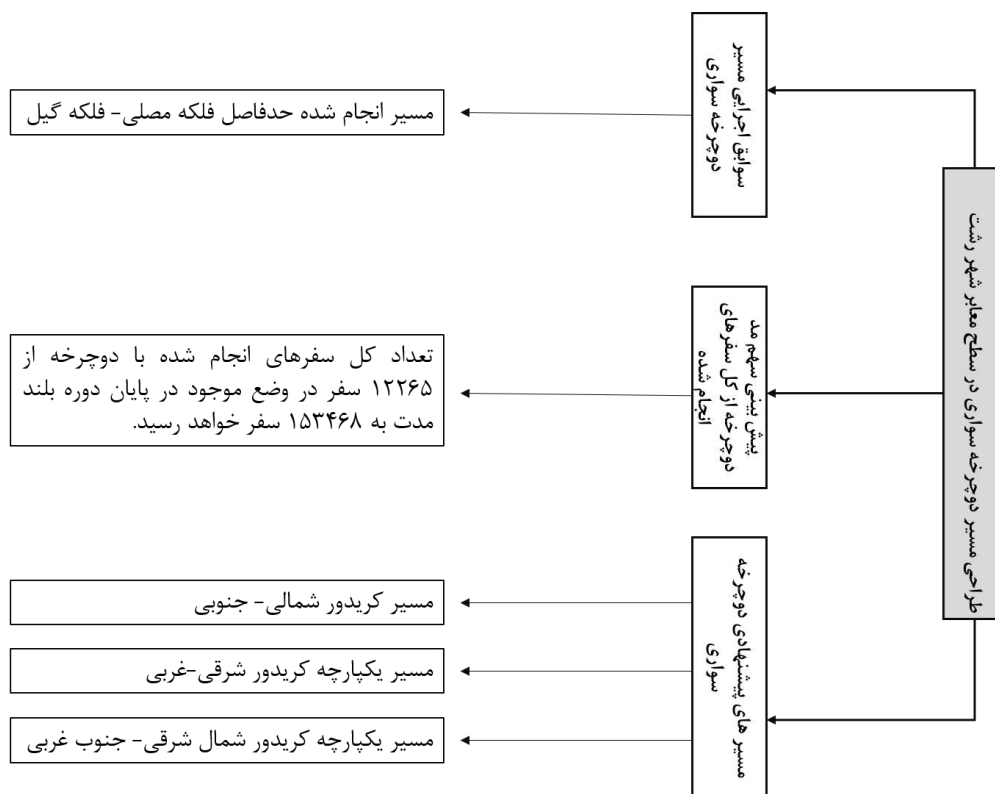 طراحی مسیر دوچرخه سواری در سطح معابر شهر رشت
سوابق اجرایی مسیر
دوچرخه سواری
مسیر انجام شده حدفاصل فلکه مصلی- فلکه گیل
پیش بینی سهم مد
دوچرخه از کل سفرهای
انجام شده
تعداد کل سفرهای انجام شده با دوچرخه از
۱۲۲۶۵ سفر در وضع موجود در پایان دوره بلند
مدت به ۱۵۳۴۶۸ سفر خواهد رسید.
مسیر های پیشنهادی دوچرخه
سواری
مسیر کریدور شمالی- جنوبی
مسیر یکپارچه کریدور شرقی-غربی
مسیر یکپارچه کریدور شمال شرقی- جنوب غربی